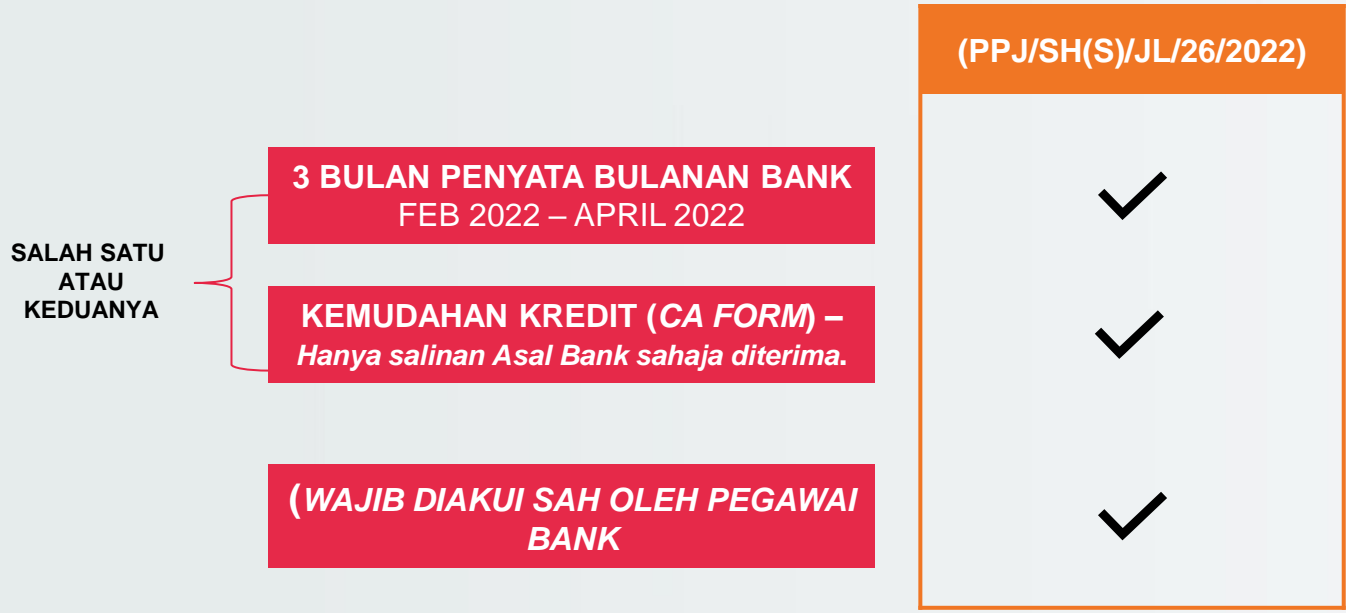 (PPJ/SH(S)/JL/26/2022)
3 BULAN PENYATA BULANAN BANK
FEB 2022 – APRIL 2022
SALAH SATU
ATAU
KEDUANYA
KEMUDAHAN KREDIT (CA FORM) –
Hanya salinan Asal Bank sahaja diterima.
(WAJIB DIAKUI SAH OLEH PEGAWAI
BANK